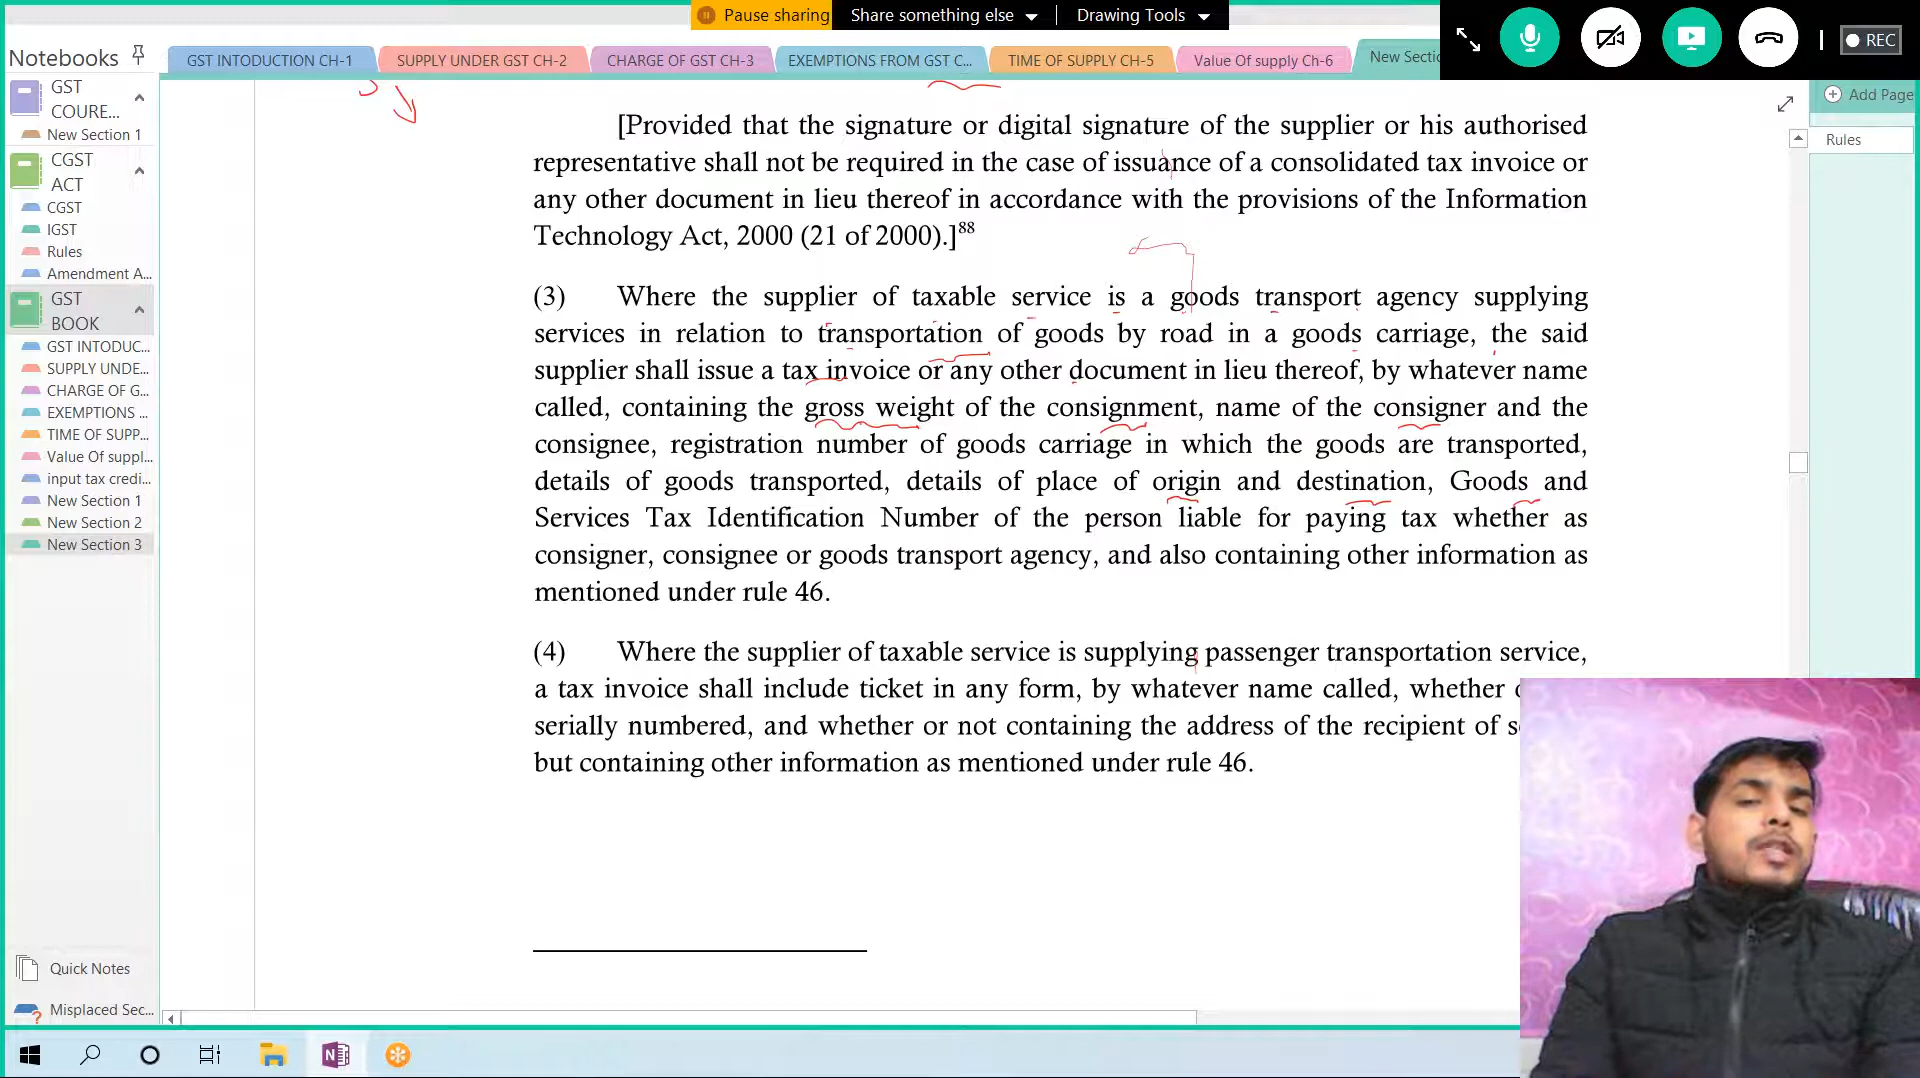 Pause sharing
Share something else
Drawing Tools
REC
Notebooks
GST INTODUCTION CH-1
SUPPLY UNDER GST CH-2
CHARGE OF GST CH-3
EXEMPTIONS FROM GST C...
TIME OF SUPPLY CH-5
Value Of supply Ch-6
New Sectio
Add Page
Rules
GST
COURE...
New Section 1
CGST
ACT
CGST
IGST
Rules
Amendment A...
GST
BOOK
GST INTODUC...
SUPPLY UNDE...
CHARGE OF G...
EXEMPTIONS ...
TIME OF SUPP...
Value Of suppl...
input tax credi...
New Section 1
New Section 2
New Section 3
Quick Notes
Misplaced Sec...
[Provided that the signature or digital signature of the supplier or his authorised
representative shall not be required in the case of issuance of a consolidated tax invoice or
any other document in lieu thereof in accordance with the provisions of the Information
Technology Act, 2000 (21 of 2000).]88
(3) Where the supplier of taxable service is a goods transport agency supplying
services in relation to transportation of goods by road in a goods carriage, the said
supplier shall issue a tax invoice or any other document in lieu thereof, by whatever name
called, containing the gross weight of the consignment, name of the consigner and the
consignee, registration number of goods carriage in which the goods are transported,
details of goods transported, details of place of origin and destination, Goods and
Services Tax Identification Number of the person liable for paying tax whether as
consigner, consignee or goods transport agency, and also containing other information as
mentioned under rule 46.
(4) Where the supplier of taxable service is supplying passenger transportation service,
a tax invoice shall include ticket in any form, by whatever name called, whether
serially numbered, and whether or not containing the address of the recipient of
but containing other information as mentioned under rule 46.